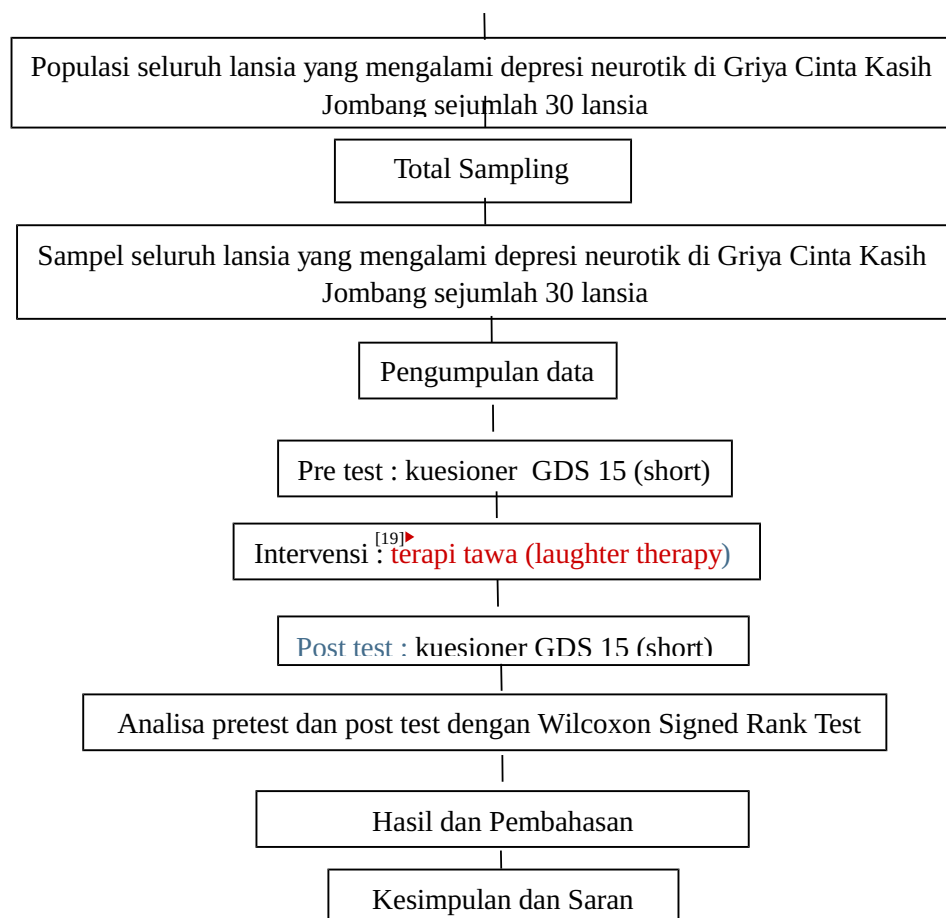 Populasi seluruh lansia yang mengalami depresi neurotik di Griya Cinta Kasih
Jombang sejumlah 30 lansia
Total Sampling
Sampel seluruh lansia yang mengalami depresi neurotik di Griya Cinta Kasih
Jombang sejumlah 30 lansia
Pengumpulan data
Pre test : kuesioner GDS 15 (short)
Intervensi : [19] terapi tawa (laughter therapy)
Post test : kuesioner GDS 15 (short)
Analisa pretest dan post test dengan Wilcoxon Signed Rank Test
Hasil dan Pembahasan
Kesimpulan dan Saran